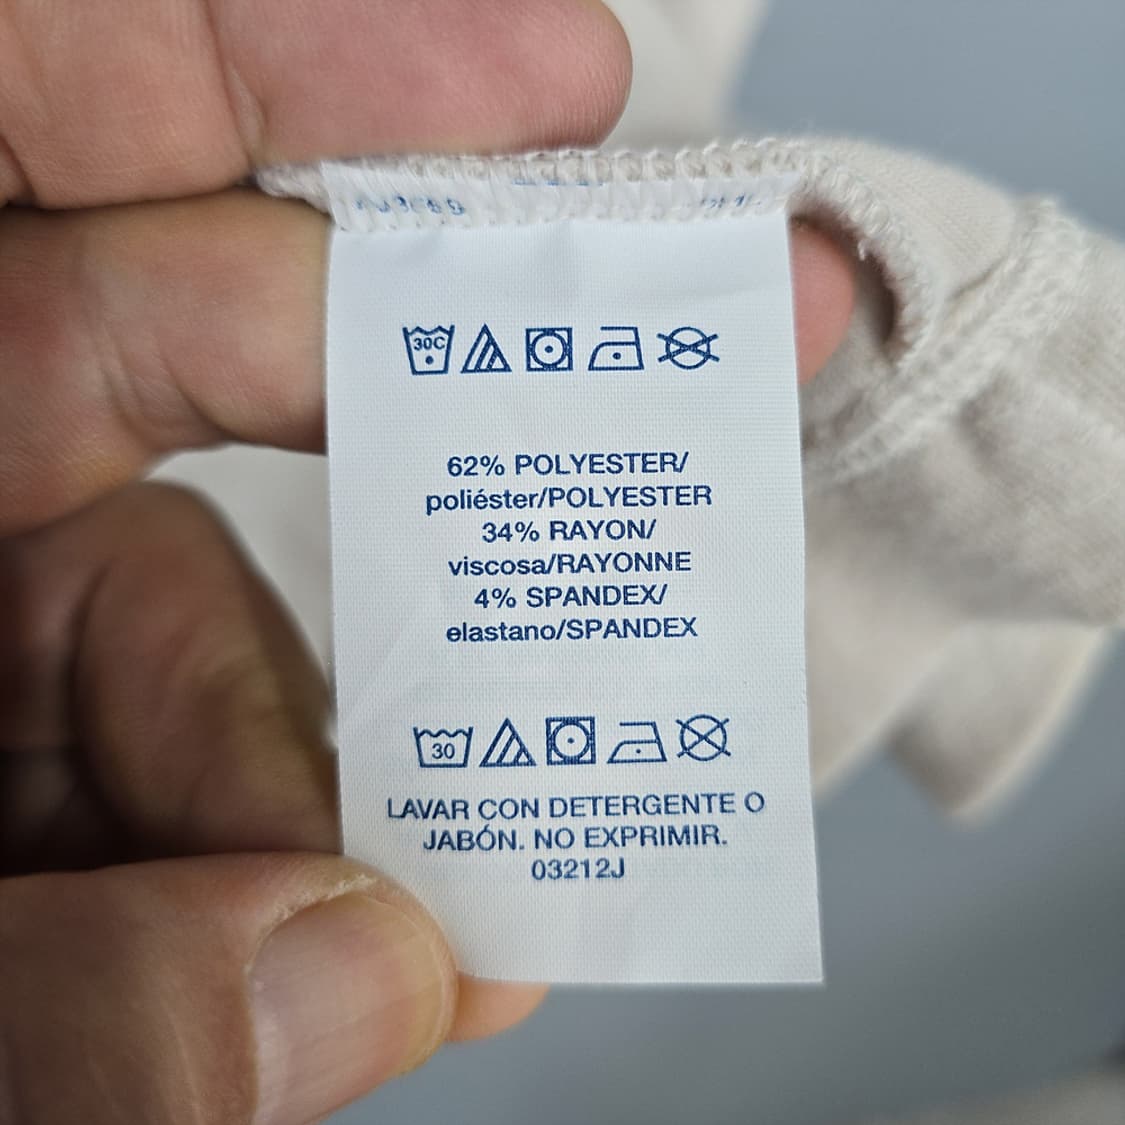 30C
62% POLYESTER/
poliéster/POLYESTER
34% RAYON/
viscosa/RAYONNE
4% SPANDEX/
elastano/SPANDEX
30
LAVAR CON DETERGENTE O
JABÓN. NO EXPRIMIR.
03212J